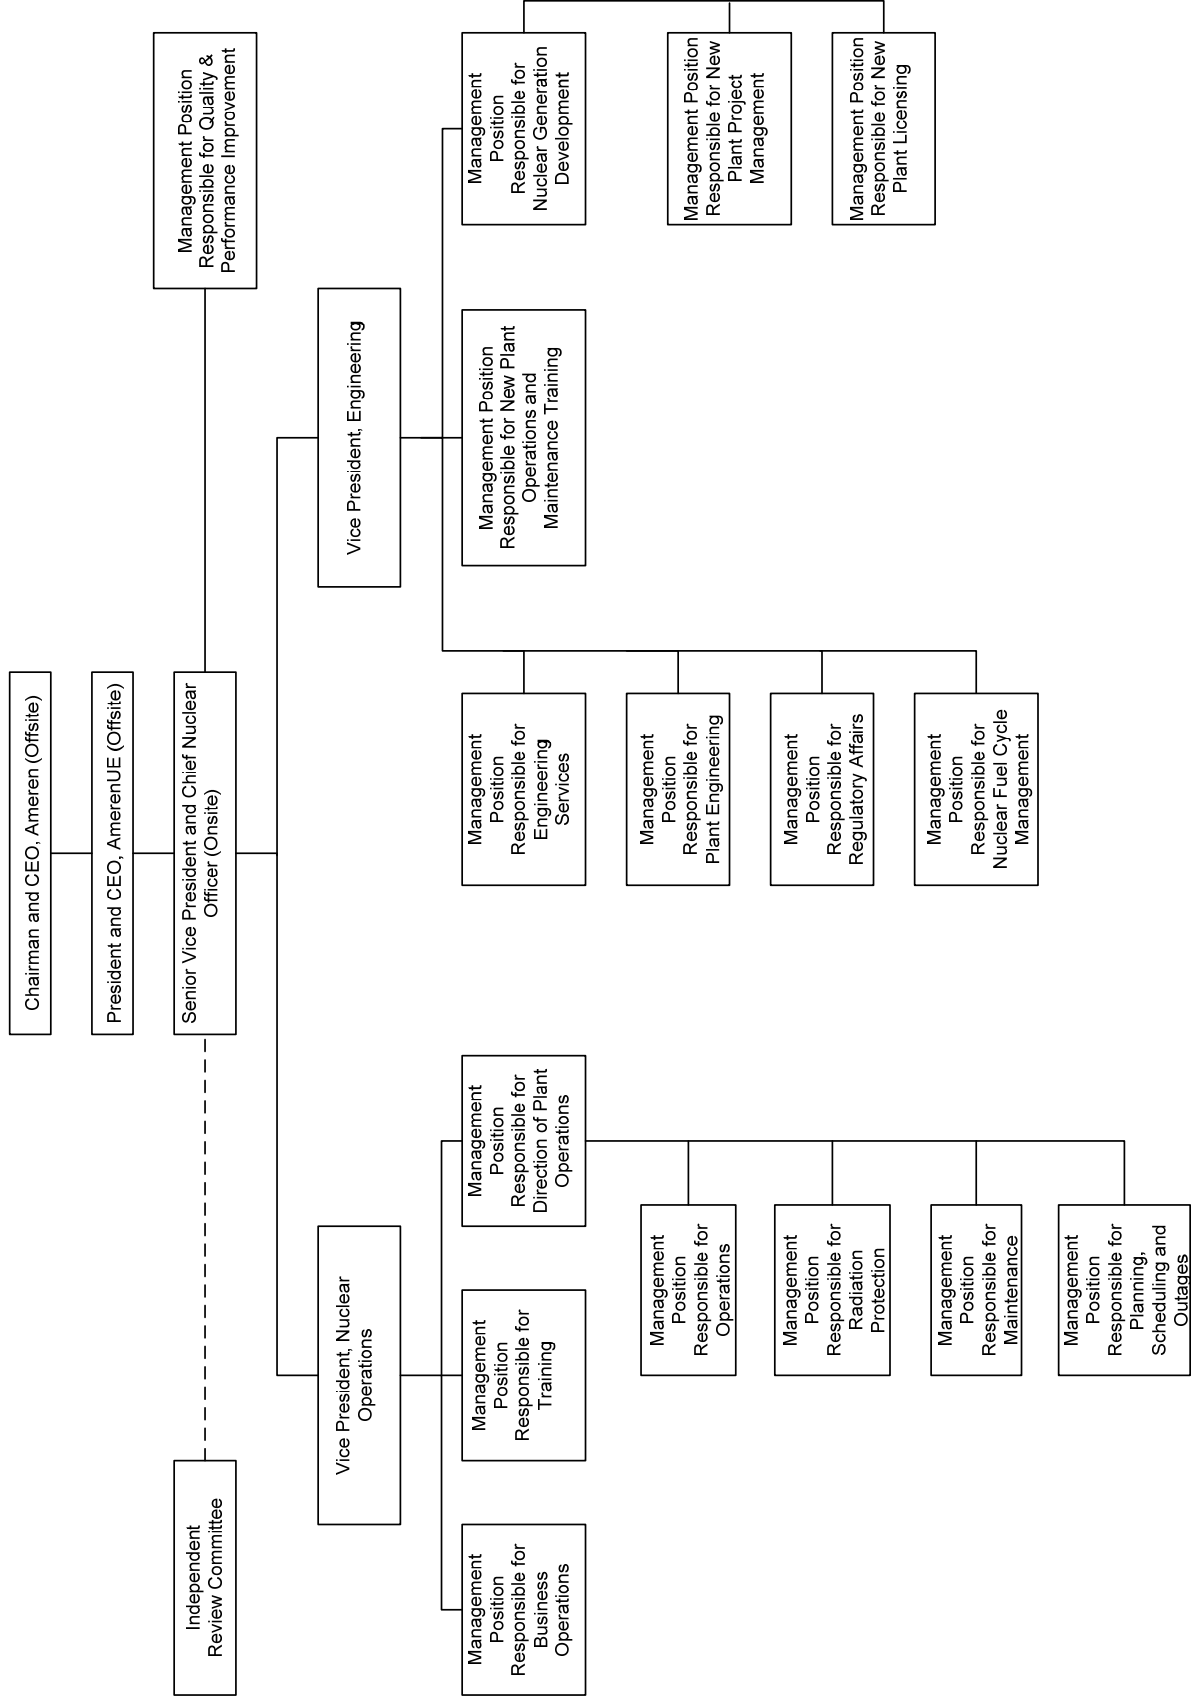 Chairman and CEO, Ameren (Offsite)
President and CEO, AmerenUE (Offsite)
Independent
Review Committee
Senior Vice President and Chief Nuclear
Officer (Onsite)
Management Position
Responsible for Quality &
Performance Improvement
Vice President, Nuclear
Operations
Vice President, Engineering
Management
Position
Responsible for
Business
Operations
Management
Position
Responsible for
Training
Management
Position
Responsible for
Direction of Plant
Operations
Management
Position
Responsible for
Operations
Management
Position
Responsible for
Radiation
Protection
Management
Position
Responsible for
Maintenance
Management
Position
Responsible for
Planning,
Scheduling and
Outages
Management
Position
Responsible for
Engineering
Services
Management
Position
Responsible for
Plant Engineering
Management
Position
Responsible for
Regulatory Affairs
Management
Position
Responsible for
Nuclear Fuel Cycle
Management
Management Position
Responsible for New Plant
Operations and
Maintenance Training
Management
Position
Responsible for
Nuclear Generation
Development
Management Position
Responsible for New
Plant Project
Management
Management Position
Responsible for New
Plant Licensing